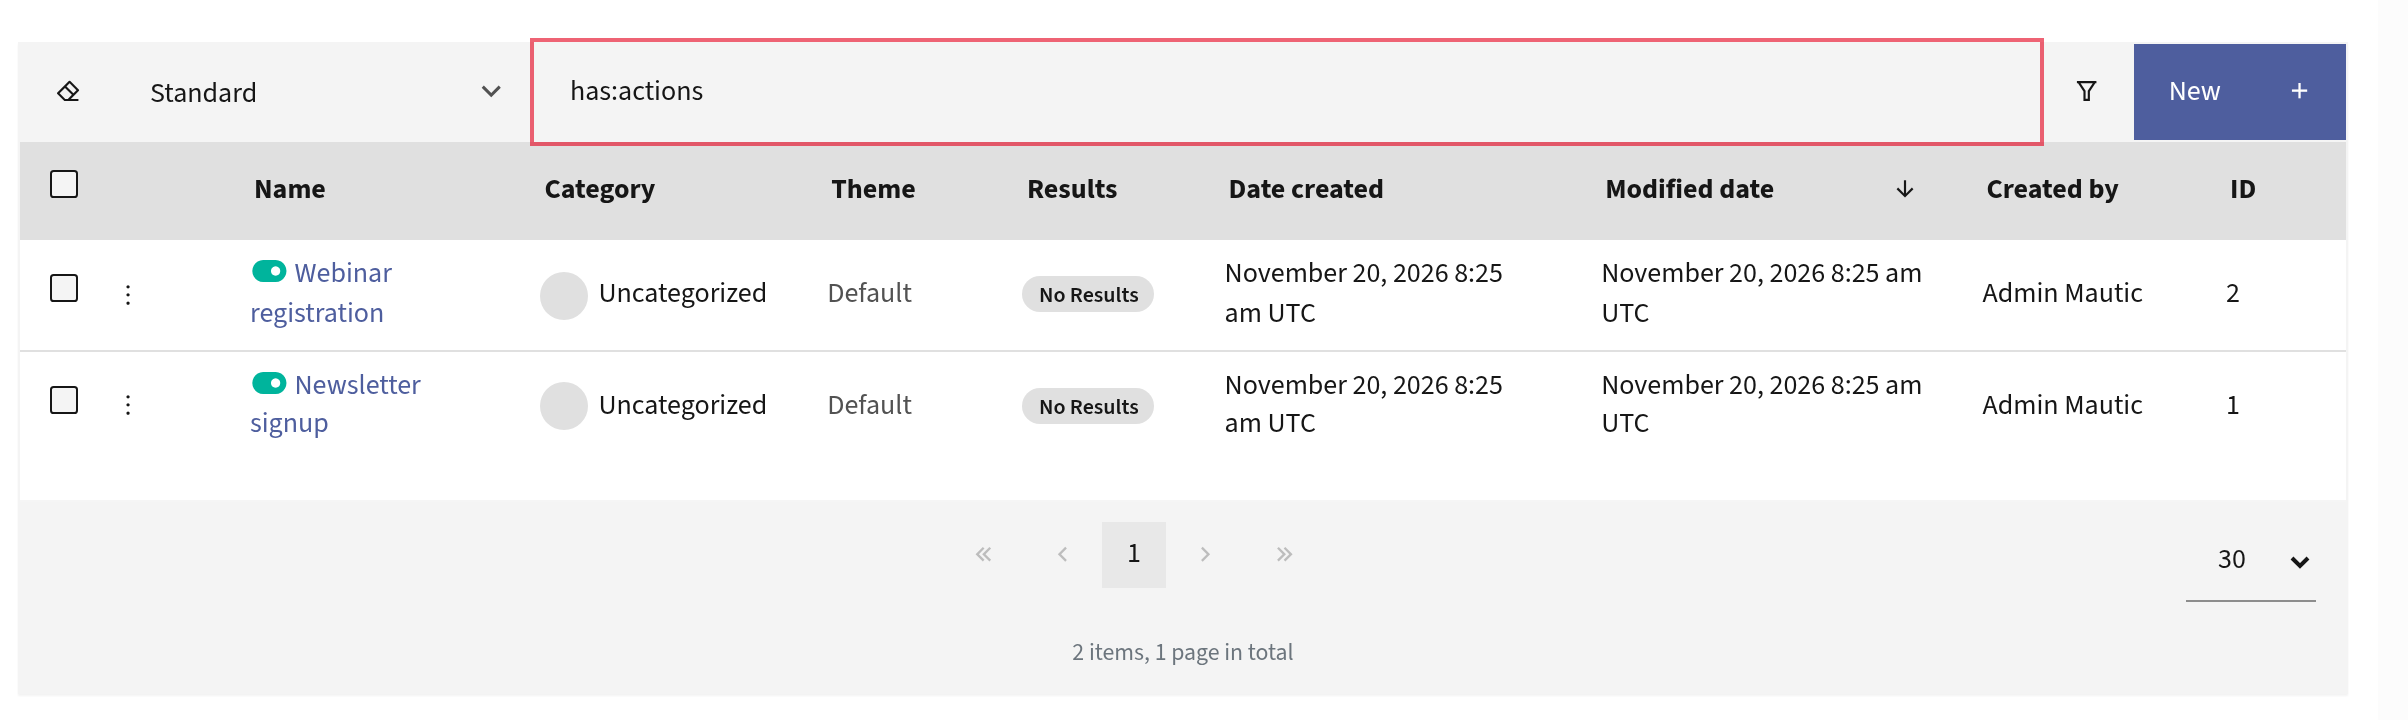 Standard
has:actions
New +
Name Category Theme Results Date created Modified date Created by ID
Webinar registration Uncategorized Default No Results November 20, 2026 8:25 am UTC November 20, 2026 8:25 am UTC Admin Mautic 2
Newsletter signup Uncategorized Default No Results November 20, 2026 8:25 am UTC November 20, 2026 8:25 am UTC Admin Mautic 1
« ‹ 1 › »
30
2 items, 1 page in total